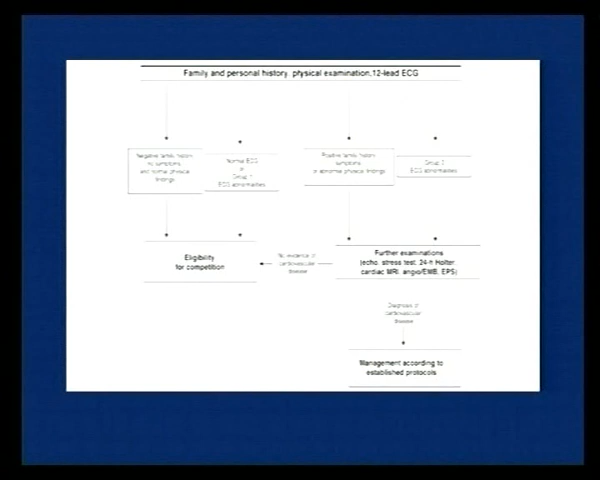 Family and personal history, physical examination,12-lead ECG
Negative family history
no symptoms
and normal physical
findings
Normal ECG
or
Group 1
ECG abnormalities
Positive family history
symptoms
or abnormal physical findings
Group 2
ECG abnormalities
Eligibility
for competition
No evidence of
cardiovascular
disease
Further examinations
(echo, stress test, 24-h Holter,
cardiac MRI, angio/EMB, EPS)
Diagnosis of
cardiovascular
disease
Management according to
established protocols